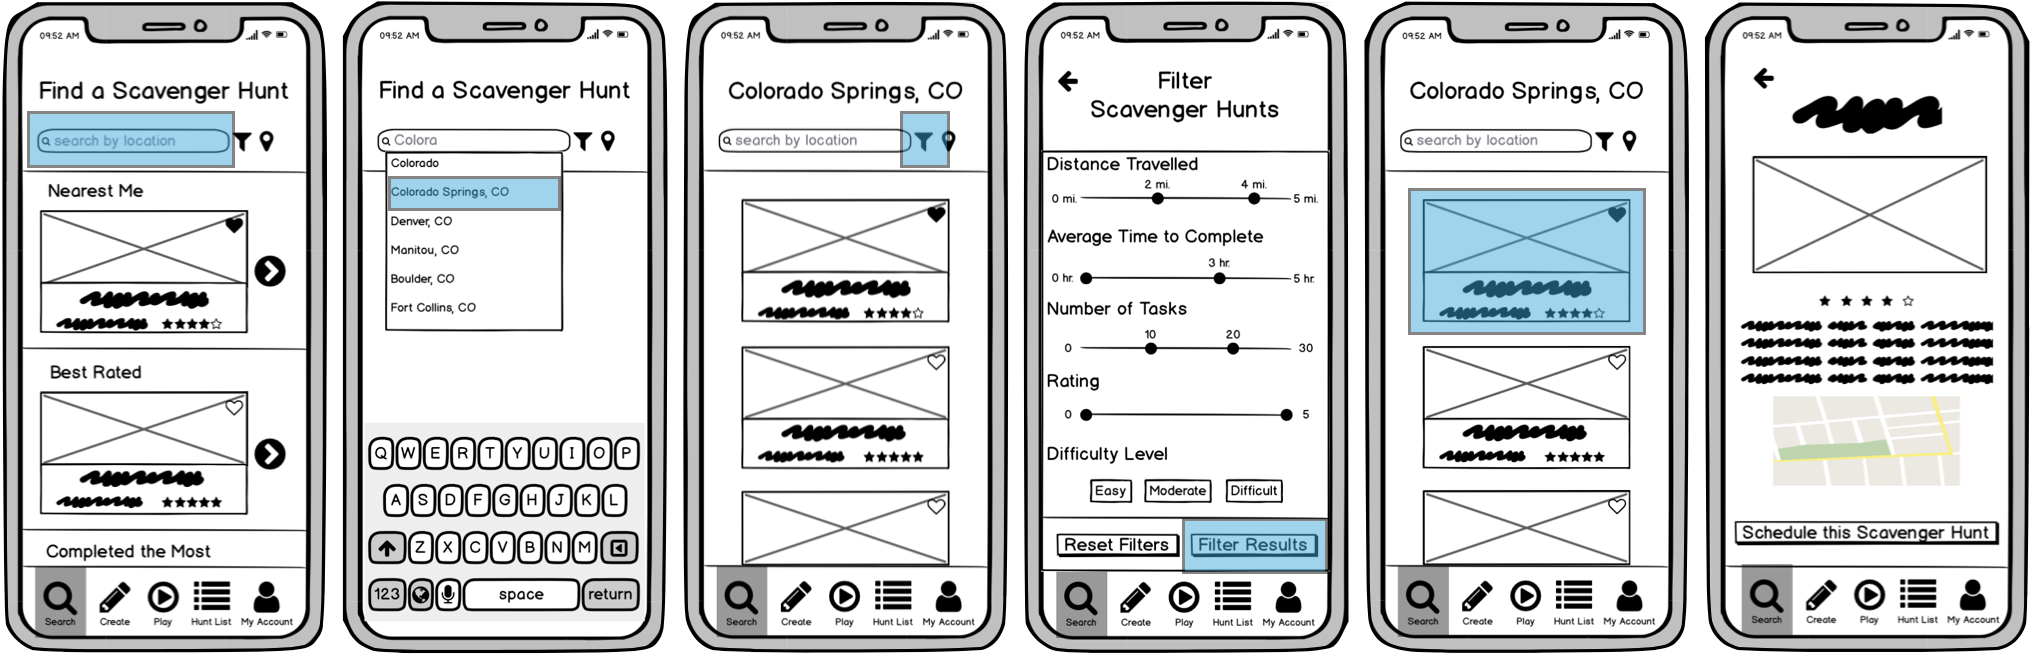 09:52 AM
Find a Scavenger Hunt
search by location
Nearest Me
Best Rated
Completed the Most
Search Create Play Hunt List My Account
09:52 AM
Find a Scavenger Hunt
Colora
Colorado
Colorado Springs, CO
Denver, CO
Manitou, CO
Boulder, CO
Fort Collins, CO
Q W E R T Y U I O P
A S D F G H J K L
Z X C V B N M
123 space return
09:52 AM
Colorado Springs, CO
search by location
Search Create Play Hunt List My Account
09:52 AM
Filter
Scavenger Hunts
Distance Travelled
2 mi. 4 mi.
0 mi. 5 mi.
Average Time to Complete
3 hr.
0 hr. 5 hr.
Number of Tasks
10 20
0 30
Rating
0 5
Difficulty Level
Easy Moderate Difficult
Reset Filters Filter Results
Search Create Play Hunt List My Account
09:52 AM
Colorado Springs, CO
search by location
Search Create Play Hunt List My Account
09:52 AM
Schedule this Scavenger Hunt
Search Create Play Hunt List My Account